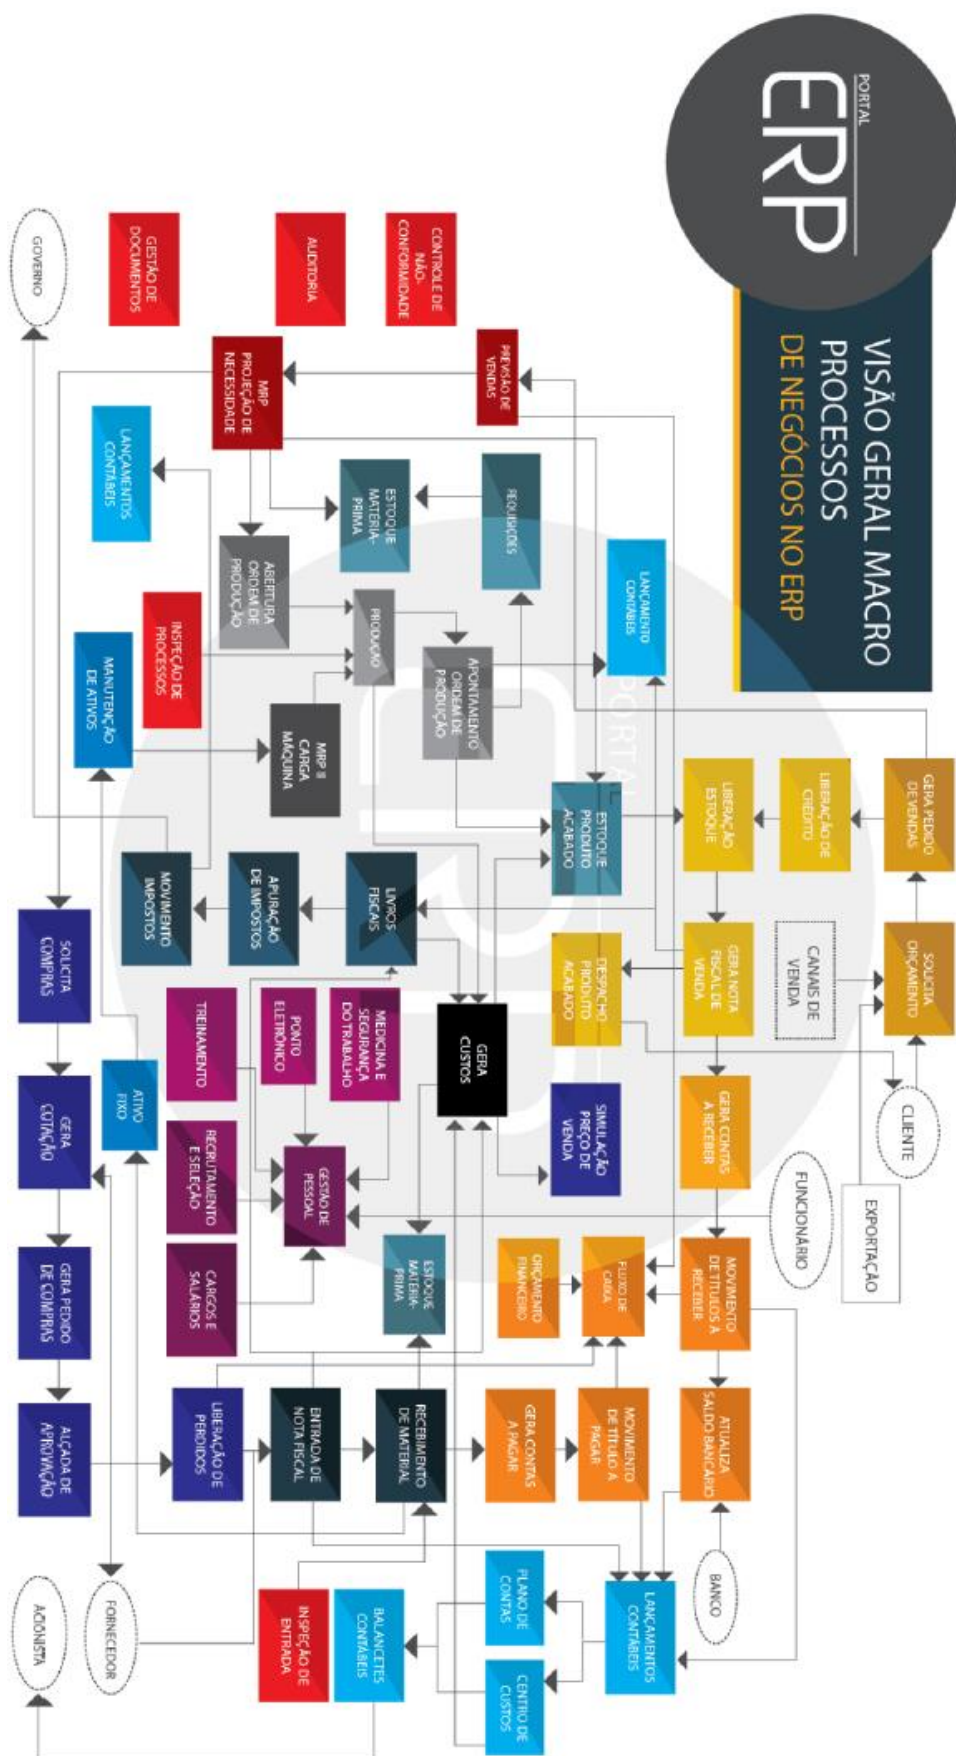 PORTAL
ERP
VISÃO GERAL MACRO
PROCESSOS
DE NEGÓCIOS NO ERP
CLIENTE
EXPORTAÇÃO
FUNCIONÁRIO
BANCO
SOLICITA
ORÇAMENTO
GERA PEDIDO
DE VENDAS
CANAIS DE
VENDA
LIBERAÇÃO DE
CRÉDITO
LIBERAÇÃO
ESTOQUE
GERA NOTA
FISCAL DE
VENDA
GERA CONTAS
A RECEBER
MOVIMENTO
DE TÍTULOS A
RECEBER
ATUALIZA
SALDO BANCÁRIO
LANÇAMENTO
CONTÁBEIS
PORTAL
ESTOQUE
PRODUTO
ACABADO
DESPACHO
PRODUTO
ACABADO
SIMULAÇÃO
PREÇO DE
VENDA
FLUXO DE
CAIXA
ORÇAMENTO
FINANCEIRO
MOVIMENTO
DE TÍTULO A
PAGAR
GERA CONTAS
A PAGAR
LANÇAMENTOS
CONTÁBEIS
PLANO DE
CONTAS
CENTRO DE
CUSTOS
PREVISÃO DE
VENDAS
REQUISIÇÕES
APONTAMENTO
ORDEM DE
PRODUÇÃO
GERA
CUSTOS
CONTROLE DE
NÃO-
CONFORMIDADE
ESTOQUE
MATÉRIA-
PRIMA
PRODUÇÃO
LIVROS
FISCAIS
MEDICINA E
SEGURANÇA
DO TRABALHO
ESTOQUE
MATÉRIA-
PRIMA
RECEBIMENTO
DE MATERIAL
BALANCETES
CONTÁBEIS
AUDITORIA
MRP
PROJEÇÃO DE
NECESSIDADE
ABERTURA
ORDEM DE
PRODUÇÃO
MRP II
CARGA
MÁQUINA
APURAÇÃO
DE IMPOSTOS
PONTO
ELETRÔNICO
GESTÃO DE
PESSOAL
ENTRADA DE
NOTA FISCAL
INSPEÇÃO DE
ENTRADA
INSPEÇÃO DE
PROCESSOS
TREINAMENTO
RECRUTAMENTO
E SELEÇÃO
CARGOS E
SALÁRIOS
LIBERAÇÃO DE
PERDIDOS
GESTÃO DE
DOCUMENTOS
LANÇAMENTOS
CONTÁBEIS
MANUTENÇÃO
DE ATIVOS
MOVIMENTO
IMPOSTOS
ATIVO
FIXO
FORNECEDOR
GOVERNO
SOLICITA
COMPRAS
GERA
COTAÇÃO
GERA PEDIDO
DE COMPRAS
ALÇADA DE
APROVAÇÃO
ACIONISTA